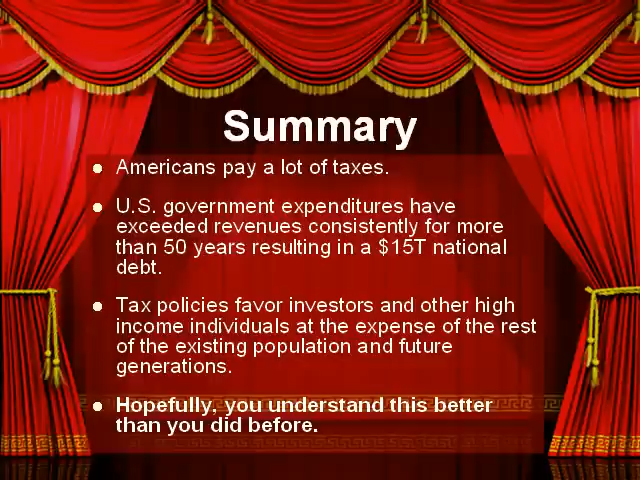 Summary
Americans pay a lot of taxes.
U.S. government expenditures have
exceeded revenues consistently for more
than 50 years resulting in a $15T national
debt.
Tax policies favor investors and other high
income individuals at the expense of the rest
of the existing population and future
generations.
Hopefully, you understand this better
than you did before.